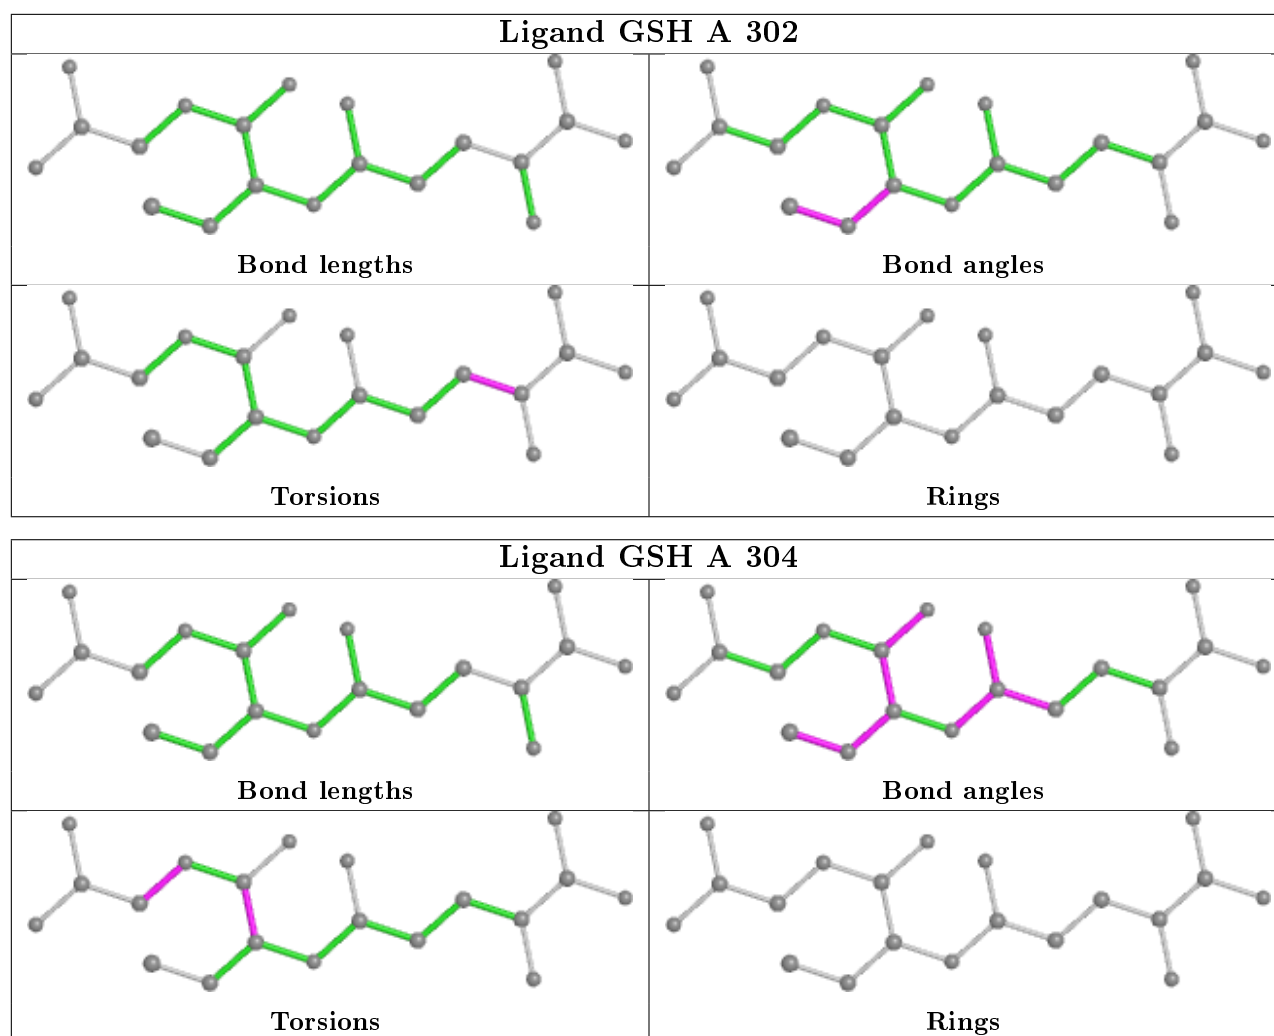 Ligand GSH A 302
Bond lengths
Bond angles
Torsions
Rings
Ligand GSH A 304
Bond lengths
Bond angles
Torsions
Rings